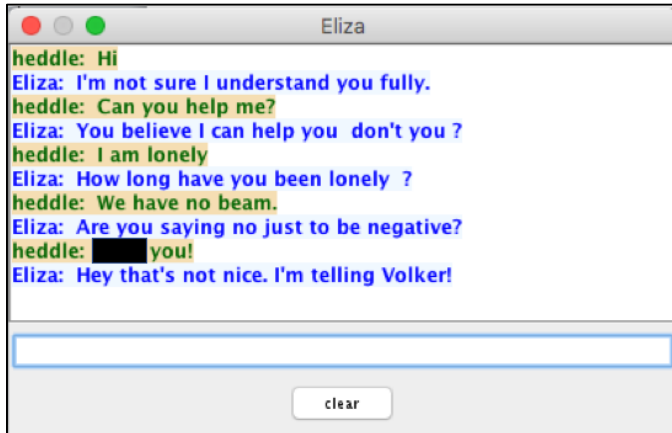 Eliza
heddle: Hi
Eliza: I'm not sure I understand you fully.
heddle: Can you help me?
Eliza: You believe I can help you  don't you ?
heddle: I am lonely
Eliza: How long have you been lonely  ?
heddle: We have no beam.
Eliza: Are you saying no just to be negative?
heddle: you!
Eliza: Hey that's not nice. I'm telling Volker!
clear